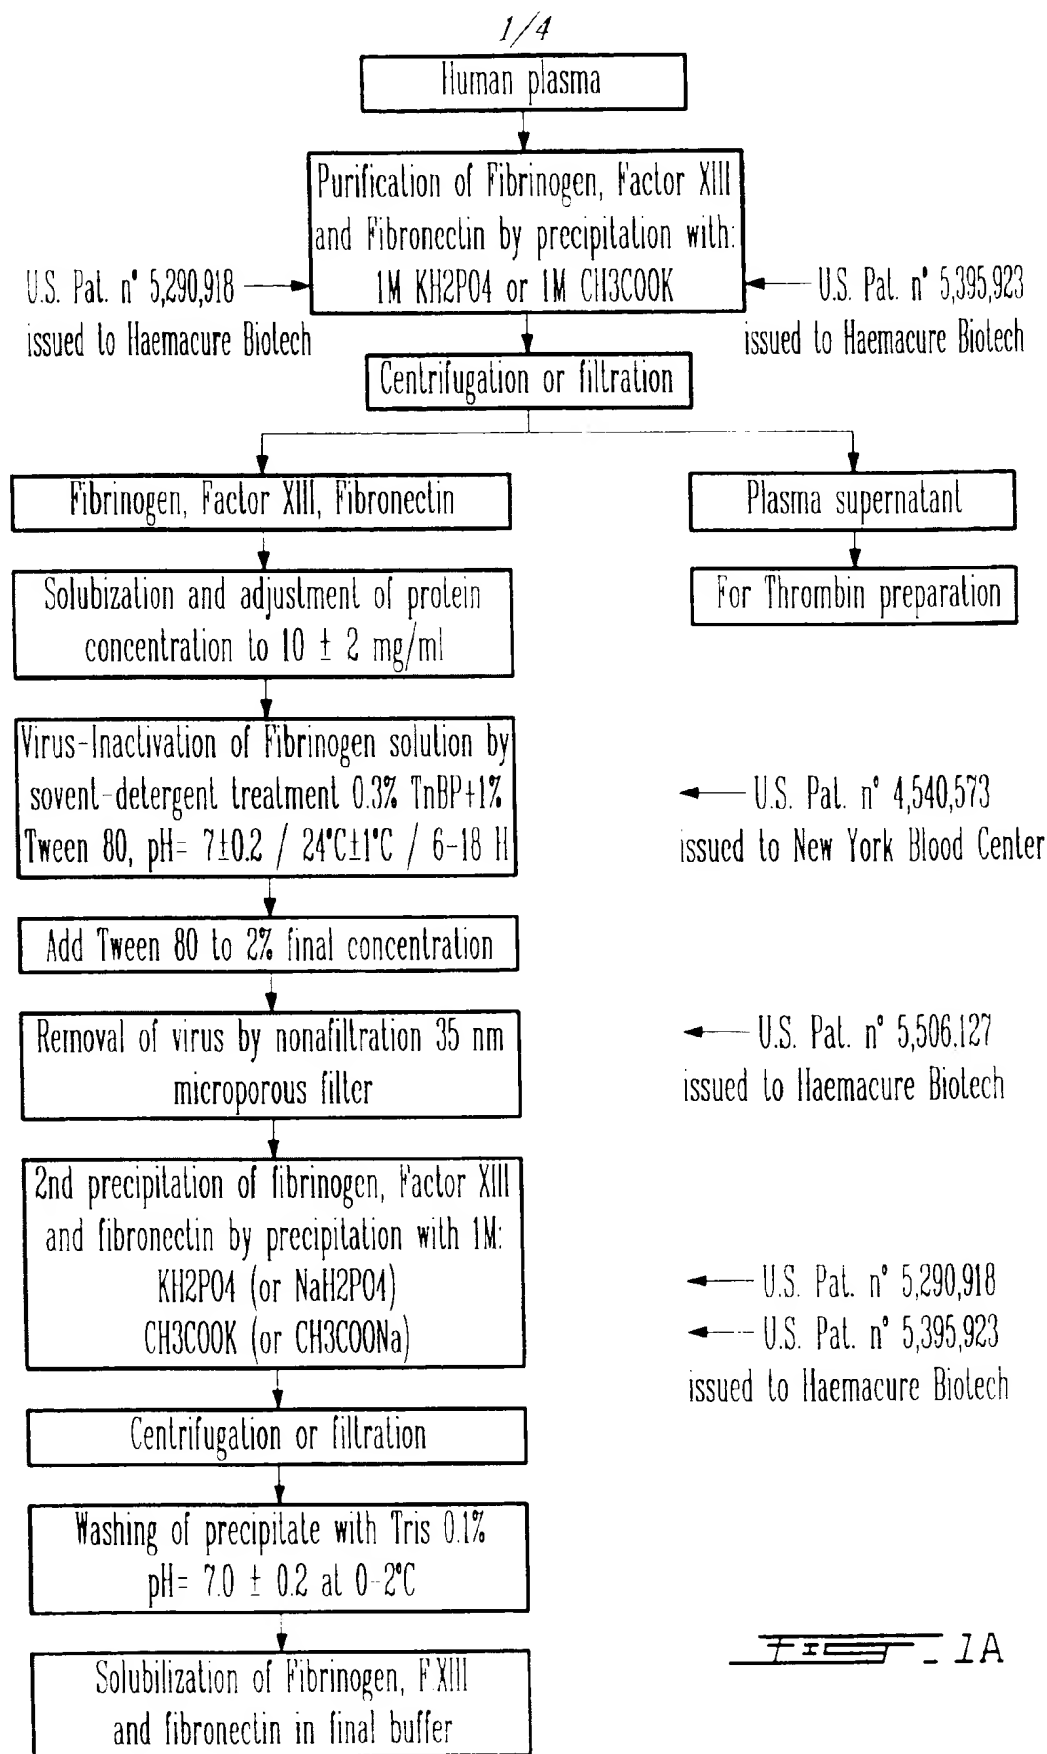 1/4
Human plasma
Purification of Fibrinogen, Factor XIII
and Fibronectin by precipitation with:
1M KH2PO4 or 1M CH3COOK
U.S. Pat. n° 5,290,918
issued to Haemacure Biotech
U.S. Pat. n° 5,395,923
issued to Haemacure Biotech
Centrifugation or filtration
Fibrinogen, Factor XIII, Fibronectin
Plasma supernatant
Solubization and adjustment of protein
concentration to 10 ± 2 mg/ml
For Thrombin preparation
Virus-Inactivation of Fibrinogen solution by
sovent-detergent treatment 0.3% TnBP+1%
Tween 80, pH= 7±0.2 / 24°C±1°C / 6-18 H
U.S. Pat. n° 4,540,573
issued to New York Blood Center
Add Tween 80 to 2% final concentration
Removal of virus by nonafiltration 35 nm
microporous filter
U.S. Pat. n° 5,506.127
issued to Haemacure Biotech
2nd precipitation of fibrinogen, Factor XIII
and fibronectin by precipitation with 1M:
KH2PO4 (or NaH2PO4)
CH3COOK (or CH3COONa)
U.S. Pat. n° 5,290,918
U.S. Pat. n° 5,395,923
issued to Haemacure Biotech
Centrifugation or filtration
Washing of precipitate with Tris 0.1%
pH= 7.0 ± 0.2 at 0-2°C
Solubilization of Fibrinogen, F.XIII
and fibronectin in final buffer
Fig - 1A